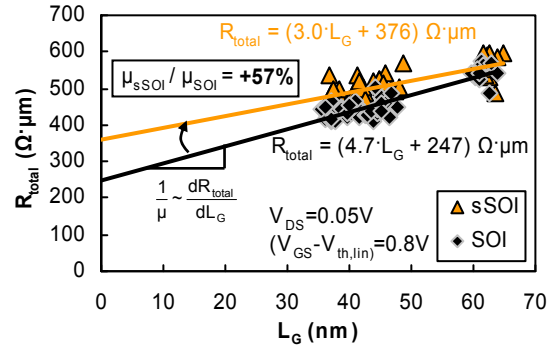 R_total = (3.0·L_G + 376) Ω·µm
μ_sSOI / μ_SOI = +57%
R_total = (4.7·L_G + 247) Ω·µm
1/μ ~ dR_total/dL_G
V_DS=0.05V
(V_GS-V_th,lin)=0.8V
sSOI
SOI
R_total (Ω·µm)
700
600
500
400
300
200
100
0
0 10 20 30 40 50 60 70
L_G (nm)